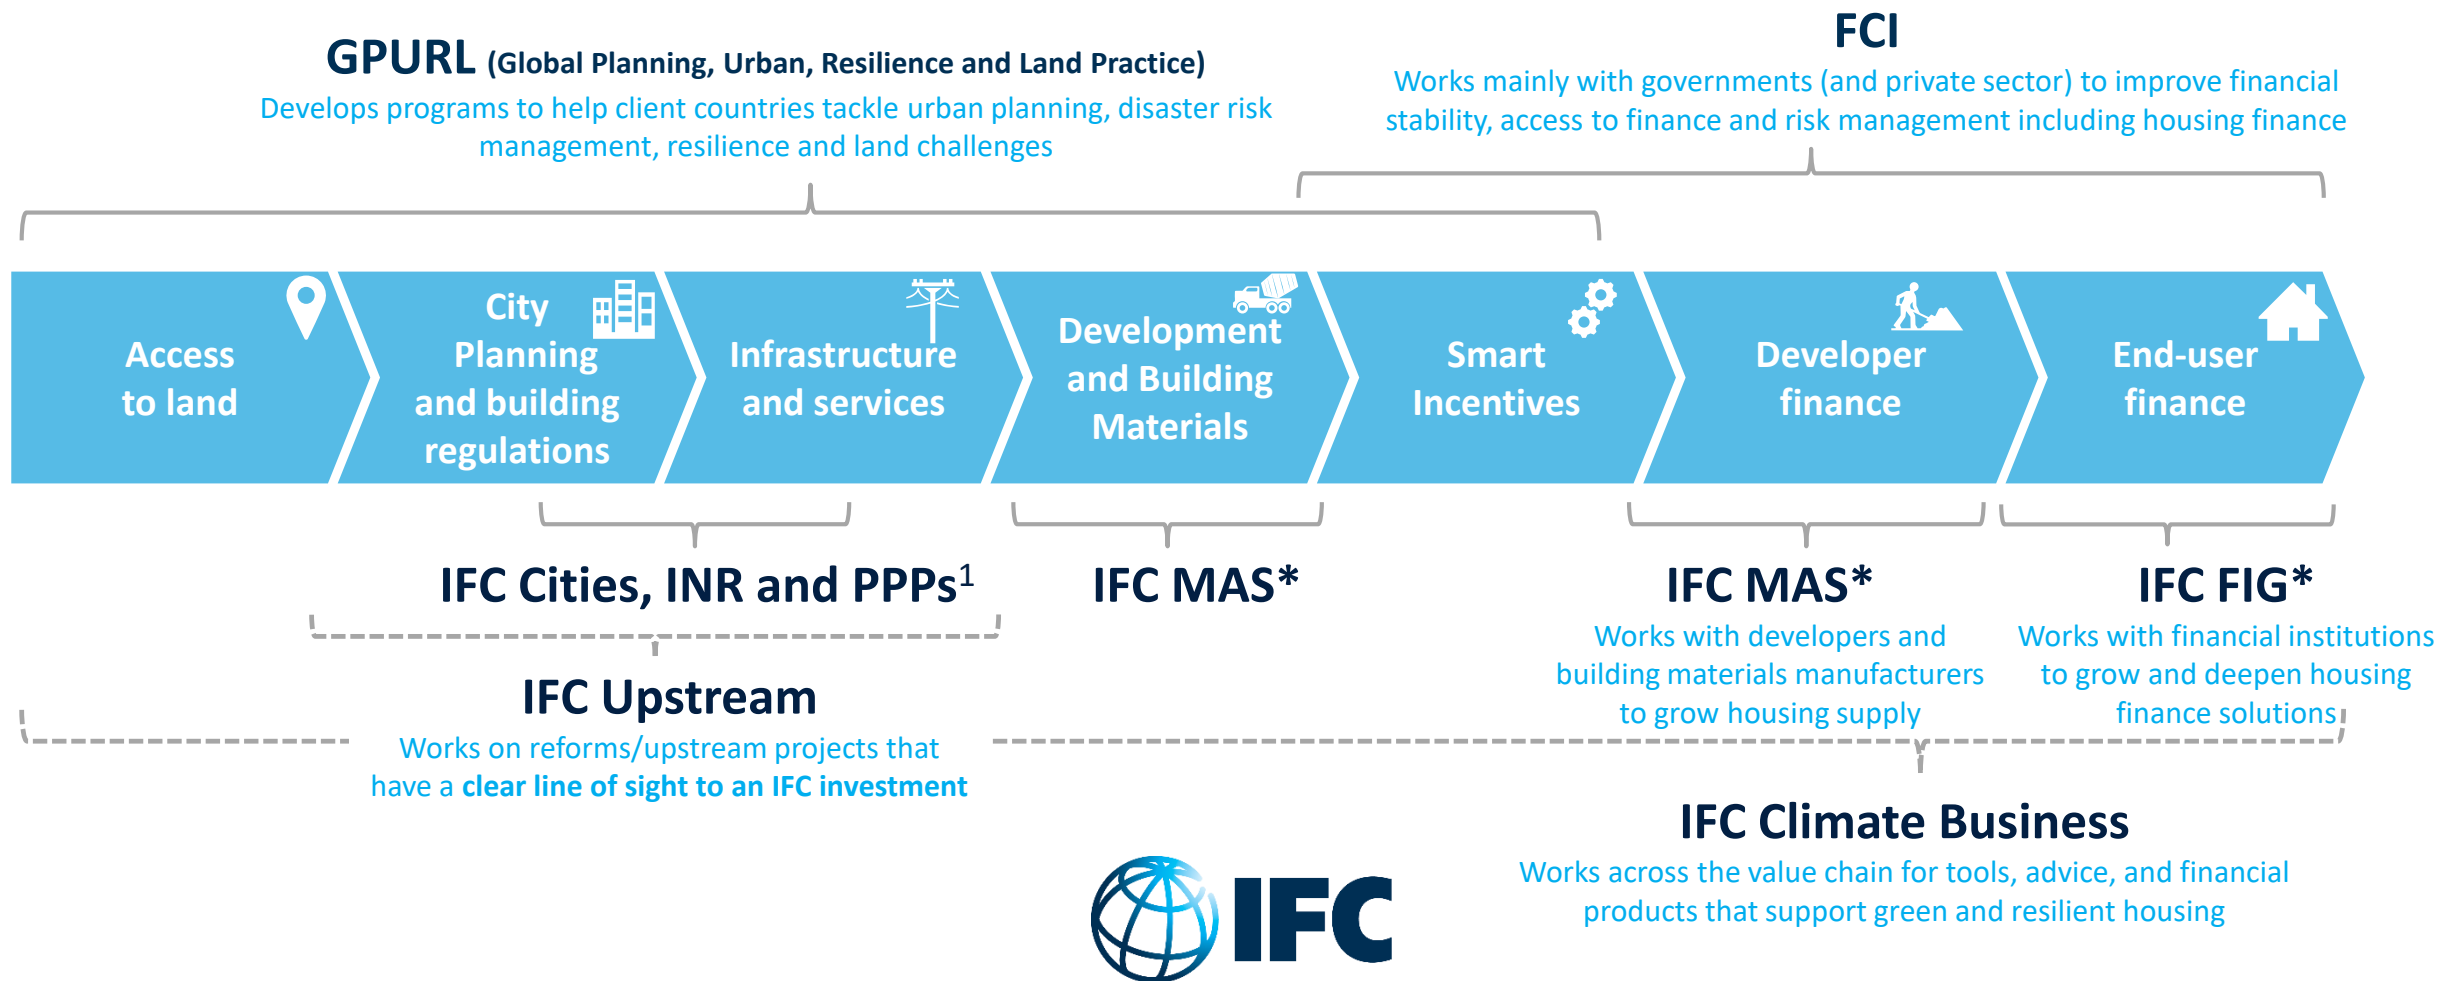 GPURL (Global Planning, Urban, Resilience and Land Practice)
Develops programs to help client countries tackle urban planning, disaster risk
management, resilience and land challenges
FCI
Works mainly with governments (and private sector) to improve financial
stability, access to finance and risk management including housing finance
Access
to land
City
Planning
and building
regulations
Infrastructure
and services
Development
and Building
Materials
Smart
Incentives
Developer
finance
End-user
finance
IFC Cities, INR and PPPs¹
IFC MAS*
IFC MAS*
Works with developers and
building materials manufacturers
to grow housing supply
IFC FIG*
Works with financial institutions
to grow and deepen housing
finance solutions
IFC Upstream
Works on reforms/upstream projects that
have a clear line of sight to an IFC investment
IFC Climate Business
Works across the value chain for tools, advice, and financial
products that support green and resilient housing
IFC